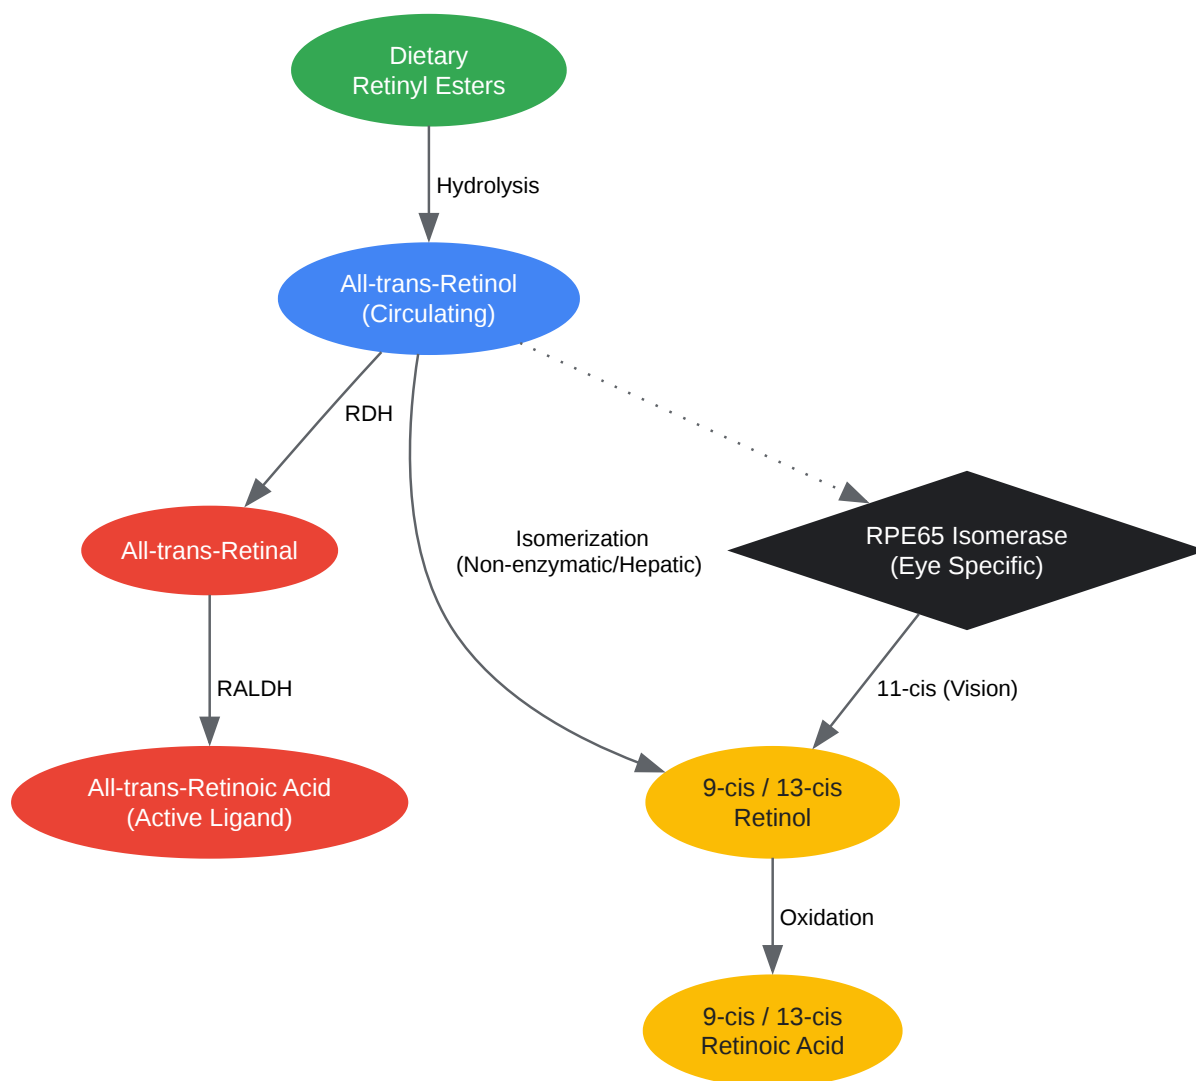 Dietary
Retinyl Esters
Hydrolysis
All-trans-Retinol
(Circulating)
RDH
Isomerization
(Non-enzymatic/Hepatic)
RPE65 Isomerase
(Eye Specific)
All-trans-Retinal
RALDH
11-cis (Vision)
All-trans-Retinoic Acid
(Active Ligand)
9-cis / 13-cis
Retinol
Oxidation
9-cis / 13-cis
Retinoic Acid